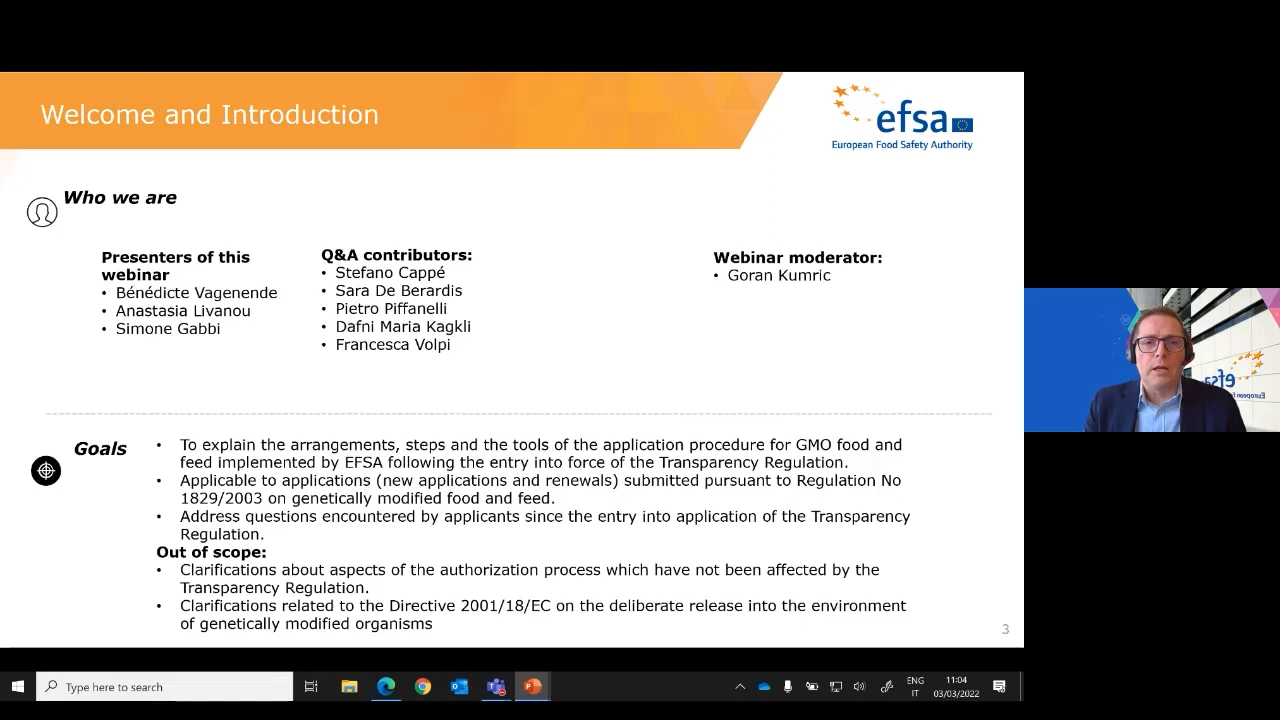 Welcome and Introduction
efsa
European Food Safety Authority
Who we are
Presenters of this
webinar
• Bénédicte Vagenende
• Anastasia Livanou
• Simone Gabbi
Q&A contributors:
• Stefano Cappé
• Sara De Berardis
• Pietro Piffanelli
• Dafni Maria Kagkli
• Francesca Volpi
Webinar moderator:
• Goran Kumric
Goals
• To explain the arrangements, steps and the tools of the application procedure for GMO food and
feed implemented by EFSA following the entry into force of the Transparency Regulation.
• Applicable to applications (new applications and renewals) submitted pursuant to Regulation No
1829/2003 on genetically modified food and feed.
• Address questions encountered by applicants since the entry into application of the Transparency
Regulation.
Out of scope:
• Clarifications about aspects of the authorization process which have not been affected by the
Transparency Regulation.
• Clarifications related to the Directive 2001/18/EC on the deliberate release into the environment
of genetically modified organisms
3
efsa
Type here to search
ENG
IT
11:04
03/03/2022